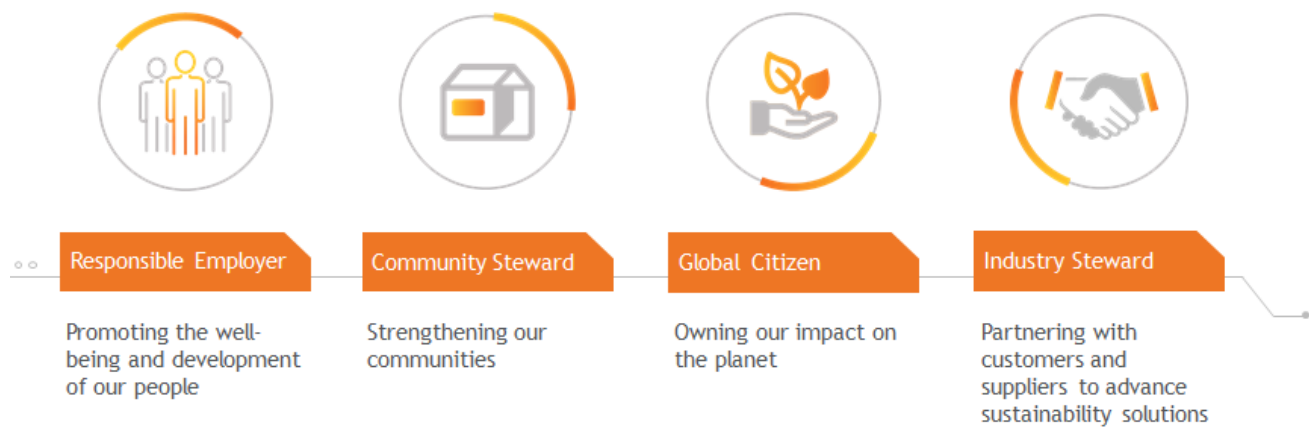 Responsible Employer
Promoting the well-
being and development
of our people
Community Steward
Strengthening our
communities
Global Citizen
Owning our impact on
the planet
Industry Steward
Partnering with
customers and
suppliers to advance
sustainability solutions